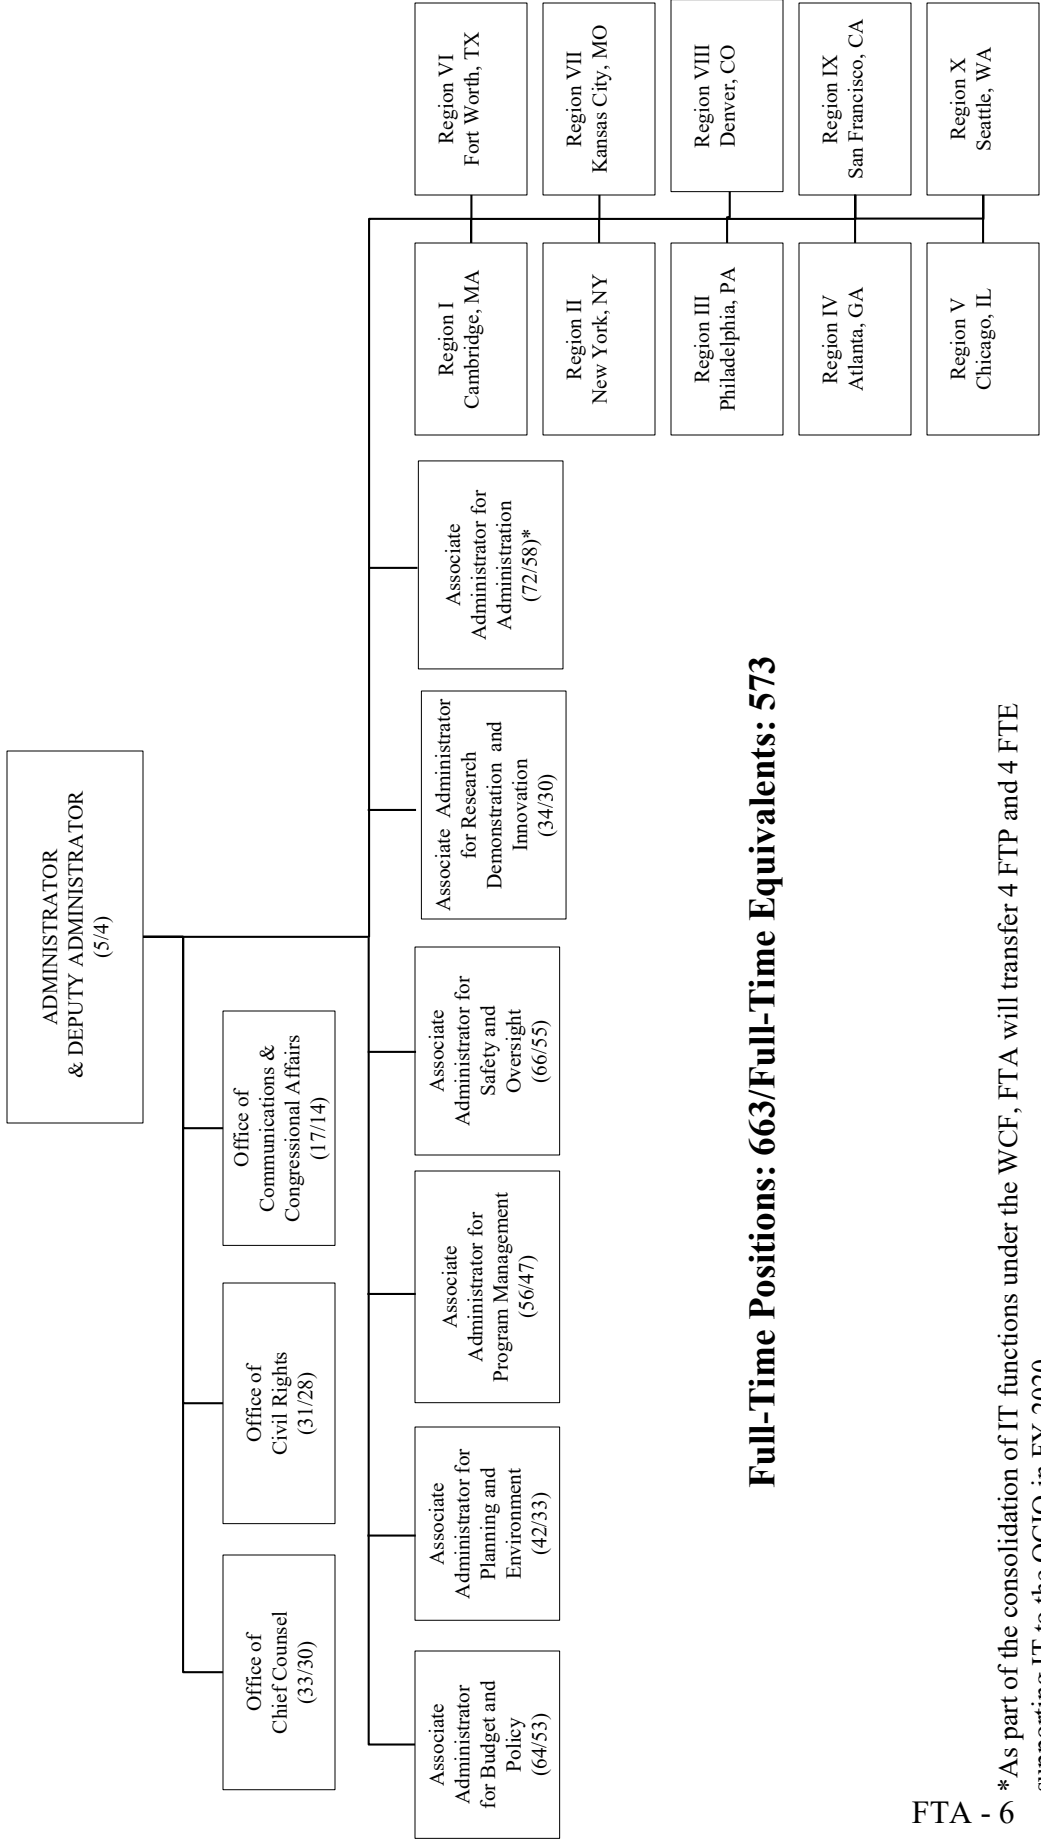 ADMINISTRATOR
& DEPUTY ADMINISTRATOR
(5/4)
Office of
Chief Counsel
(33/30)
Office of
Civil Rights
(31/28)
Office of
Communications &
Congressional Affairs
(17/14)
Associate
Administrator
for Budget and
Policy
(64/53)
Associate
Administrator for
Planning and
Environment
(42/33)
Associate
Administrator for
Program Management
(56/47)
Associate
Administrator for
Safety and
Oversight
(66/55)
Associate Administrator
for Research
Demonstration and
Innovation
(34/30)
Associate
Administrator for
Administration
(72/58)*
Region I
Cambridge, MA
Region VI
Fort Worth, TX
Region II
New York, NY
Region VII
Kansas City, MO
Region III
Philadelphia, PA
Region VIII
Denver, CO
Region IV
Atlanta, GA
Region IX
San Francisco, CA
Region V
Chicago, IL
Region X
Seattle, WA
Full-Time Positions: 663/Full-Time Equivalents: 573
*As part of the consolidation of IT functions under the WCF, FTA will transfer 4 FTP and 4 FTE
supporting IT to the OCIO in FY 2020
FTA - 6